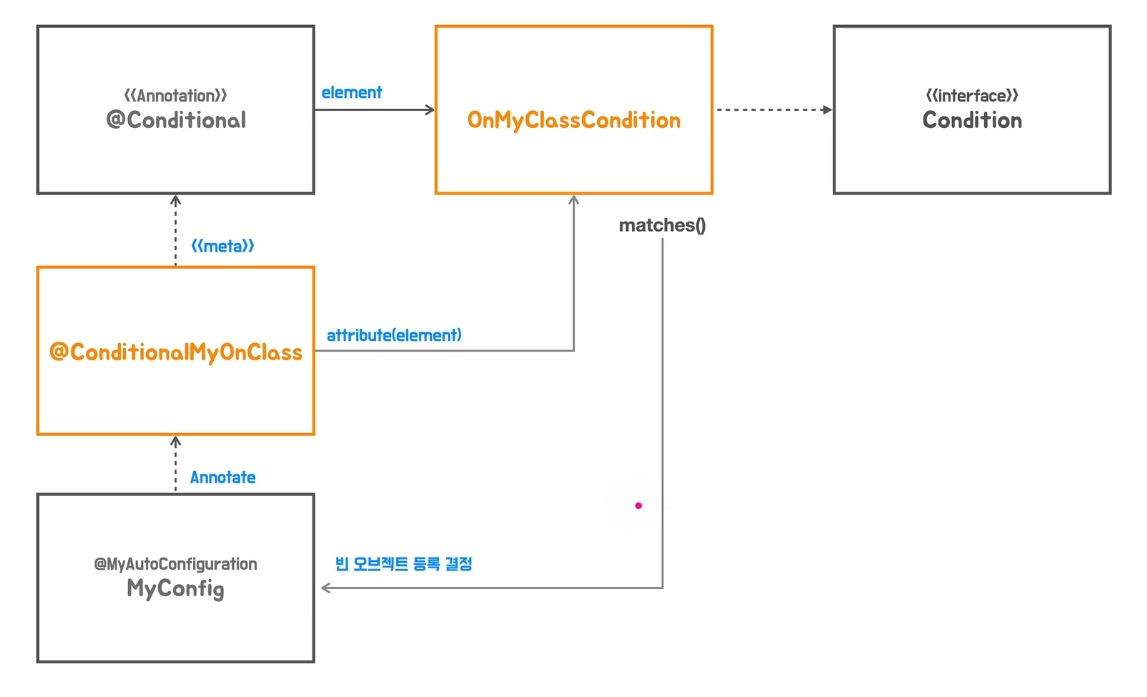 <<Annotation>>
@Conditional
element
OnMyClassCondition
<<interface>>
Condition
matches()
<<meta>>
@ConditionalMyOnClass
attribute(element)
Annotate
@MyAutoConfiguration
MyConfig
빈 오브젝트 등록 결정